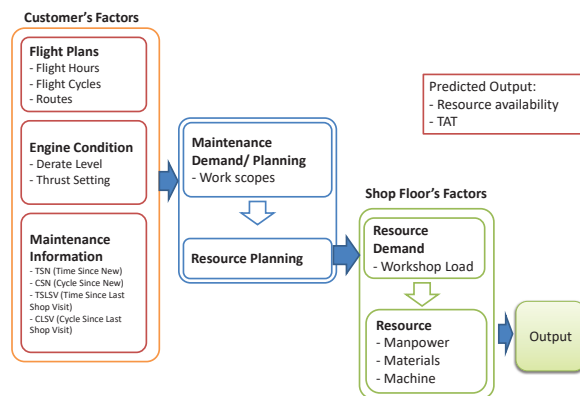 Customer's Factors
Flight Plans
- Flight Hours
- Flight Cycles
- Routes
Engine Condition
- Derate Level
- Thrust Setting
Maintenance
Information
- TSN (Time Since New)
- CSN (Cycle Since New)
- TSLSV (Time Since Last
Shop Visit)
- CLSV (Cycle Since Last
Shop Visit)
Maintenance
Demand/ Planning
- Work scopes
Resource Planning
Predicted Output:
- Resource availability
- TAT
Shop Floor's Factors
Resource
Demand
- Workshop Load
Resource
- Manpower
- Materials
- Machine
Output